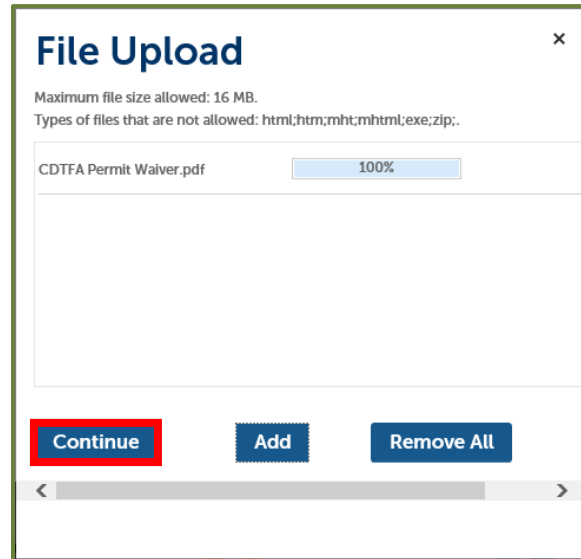 File Upload
×
Maximum file size allowed: 16 MB.
Types of files that are not allowed: html;htm;mht;mhtml;exe;zip;.
CDTFA Permit Waiver.pdf 100%
Continue Add Remove All